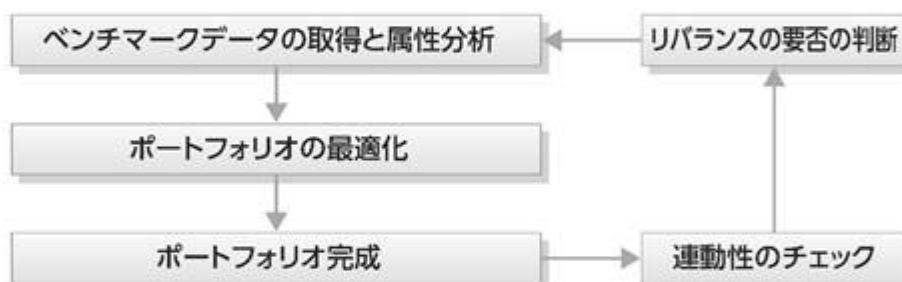 ベンチマークデータの取得と属性分析
リバランスの要否の判断
ポートフォリオの最適化
ポートフォリオ完成
連動性のチェック